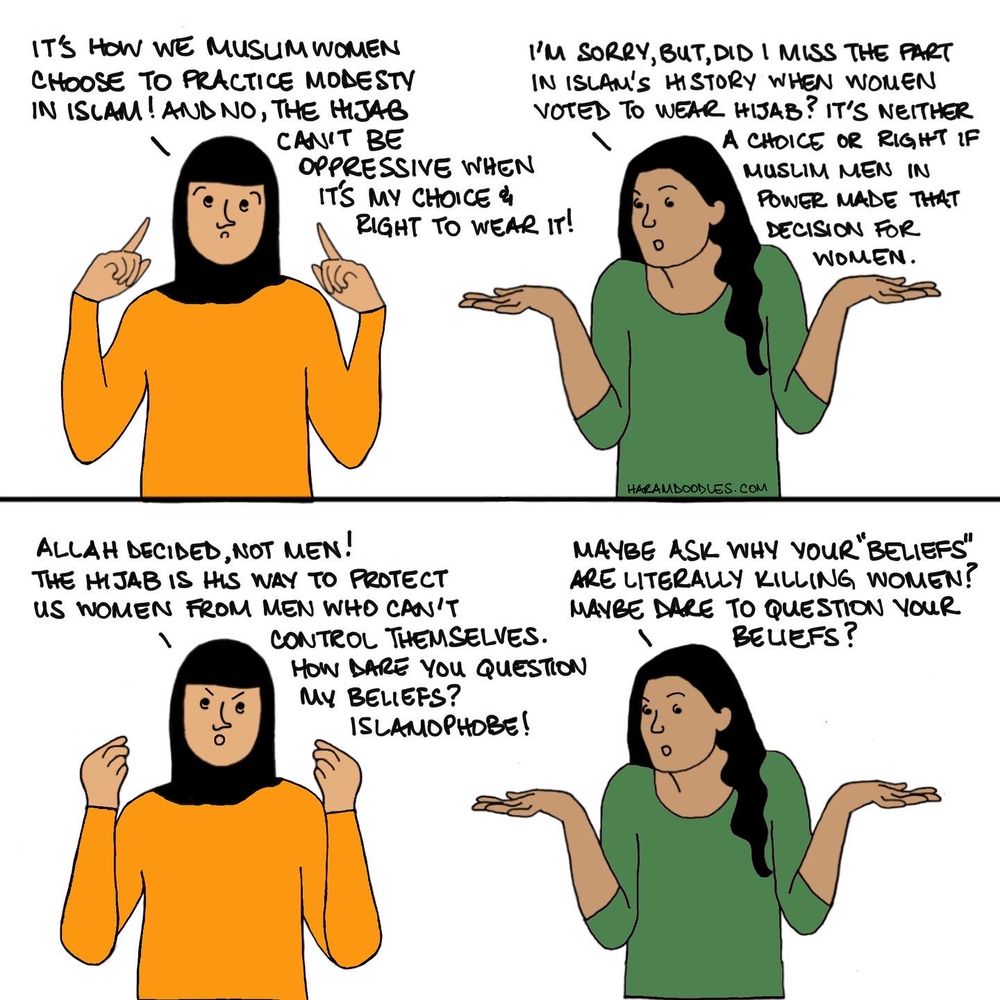 IT'S HOW WE MUSLIM WOMEN
CHOOSE TO PRACTICE MODESTY
IN ISLAM! AND NO, THE HIJAB
CAN'T BE
OPPRESSIVE WHEN
IT'S MY CHOICE &
RIGHT TO WEAR IT!
I'M SORRY, BUT, DID I MISS THE PART
IN ISLAM'S HISTORY WHEN WOMEN
VOTED TO WEAR HIJAB? IT'S NEITHER
A CHOICE OR RIGHT IF
MUSLIM MEN IN
POWER MADE THAT
DECISION FOR
WOMEN.
HARAMDOODLES.COM
ALLAH DECIDED, NOT MEN!
THE HIJAB IS HIS WAY TO PROTECT
US WOMEN FROM MEN WHO CAN'T
CONTROL THEMSELVES.
HOW DARE YOU QUESTION
MY BELIEFS?
ISLAMOPHOBE!
MAYBE ASK WHY YOUR "BELIEFS"
ARE LITERALLY KILLING WOMEN?
MAYBE DARE TO QUESTION YOUR
BELIEFS?